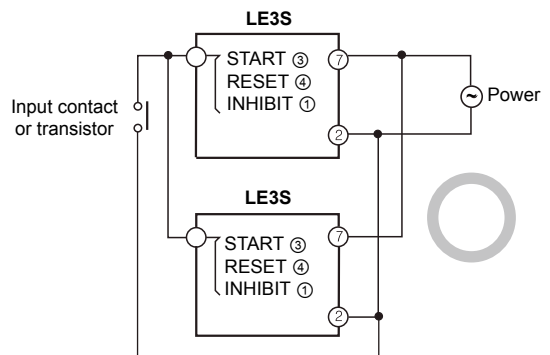 LE3S
START ③
RESET ④
INHIBIT ①
7
2
Input contact
or transistor
~ Power
LE3S
START ③
RESET ④
INHIBIT ①
7
2